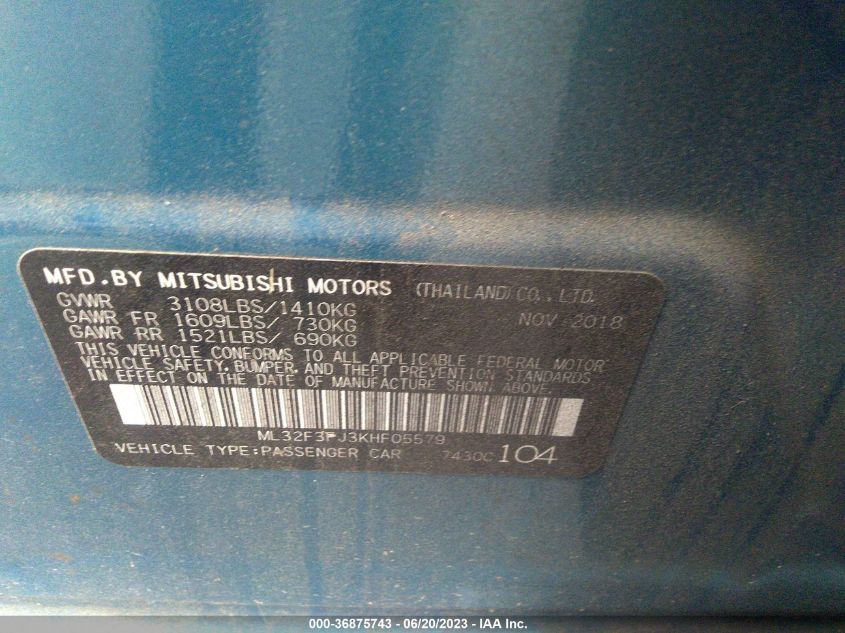 MFD.BY MITSUBISHI MOTORS (THAILAND) CO., LTD.
GVWR 3108LBS/1410KG NOV 2018
GAWR FR 1609LBS/ 730KG
GAWR RR 1521LBS/ 690KG
THIS VEHICLE CONFORMS TO ALL APPLICABLE FEDERAL MOTOR
VEHICLE SAFETY, BUMPER, AND THEFT PREVENTION STANDARDS
IN EFFECT ON THE DATE OF MANUFACTURE SHOWN ABOVE.
ML32F3FJ3KHF05579
VEHICLE TYPE:PASSENGER CAR 7430C 104
000-36875743 - 06/20/2023 - IAA Inc.